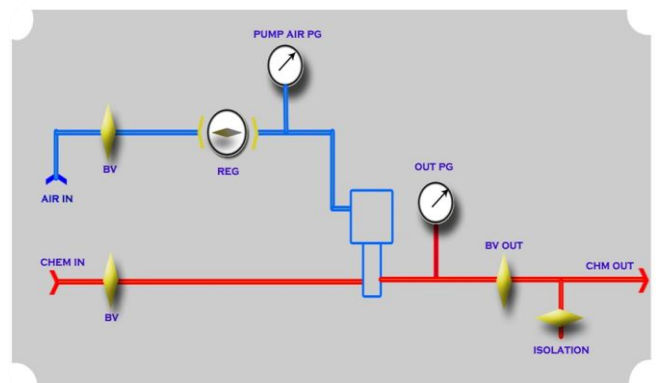 PUMP AIR PG
BV
REG
OUT PG
AIR IN
BV OUT
CHEM IN
CHM OUT
BV
ISOLATION